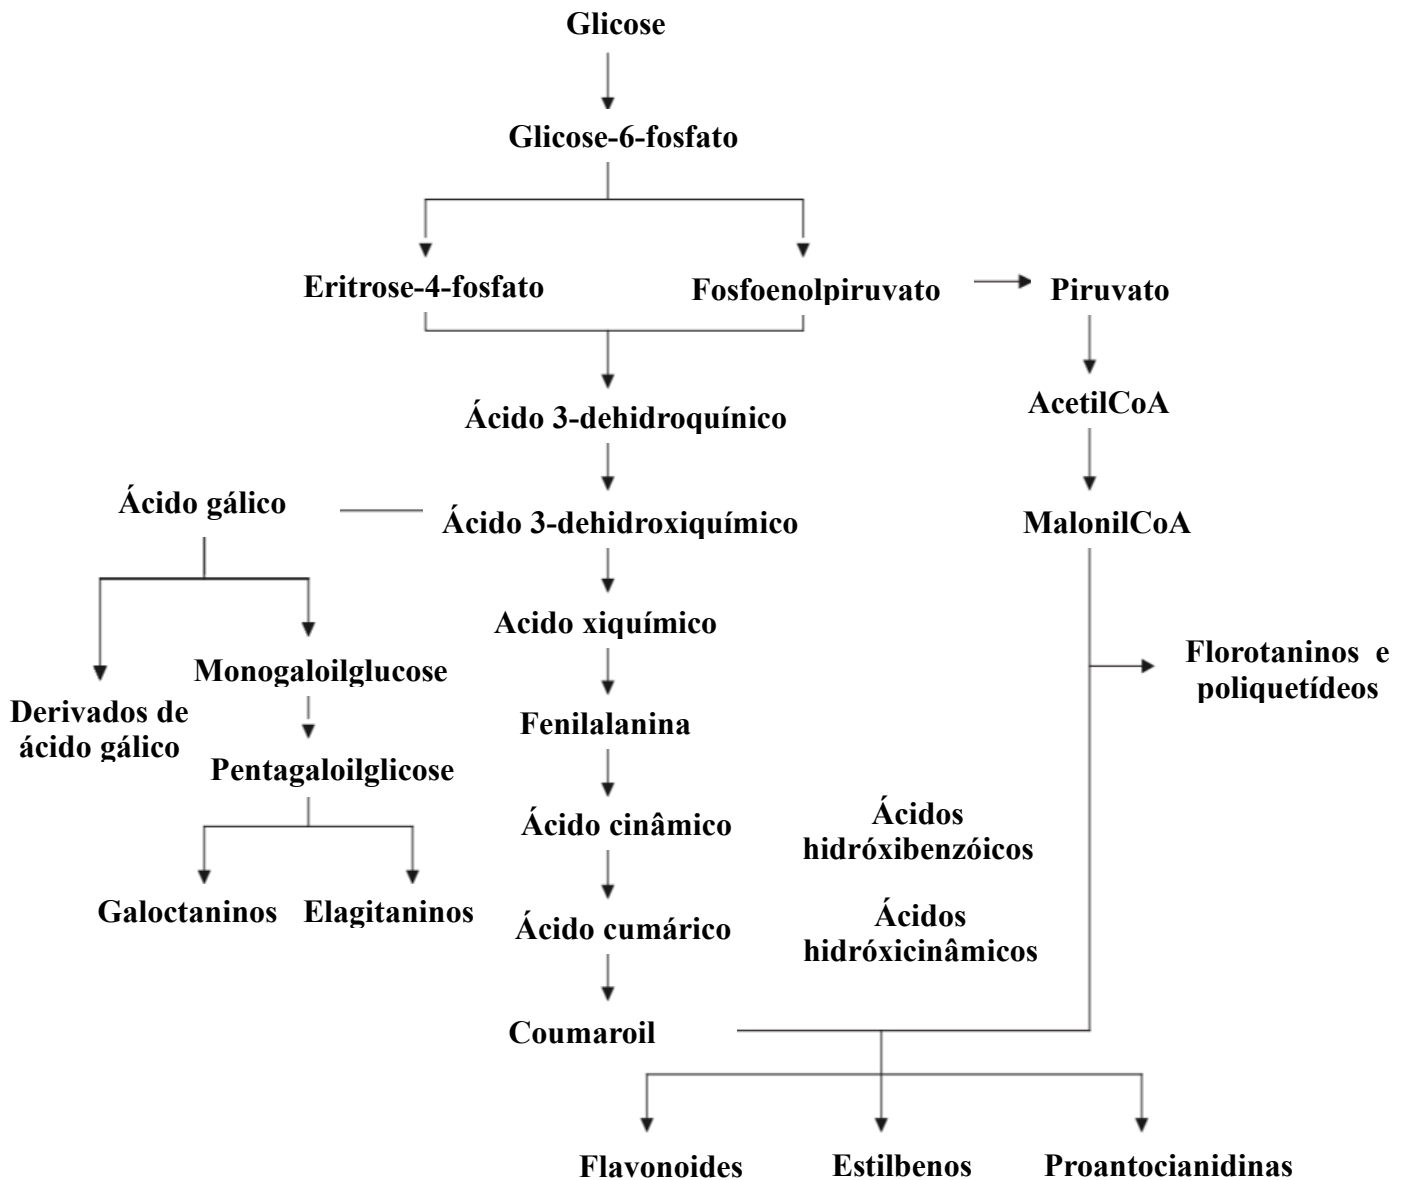 Glicose
Glicose-6-fosfato
Eritrose-4-fosfato
Fosfoenolpiruvato
Piruvato
AcetilCoA
Ácido 3-dehidroquínico
Ácido gálico
Ácido 3-dehidroxiquímico
MalonilCoA
Acido xiquímico
Monogaloilglucose
Florotaninos e
poliquetídeos
Derivados de
ácido gálico
Fenilalanina
Pentagaloilglicose
Ácido cinâmico
Ácidos
hidróxibenzóicos
Galoctaninos
Elagitaninos
Ácido cumárico
Ácidos
hidróxicinâmicos
Coumaroil
Flavonoides
Estilbenos
Proantocianidinas